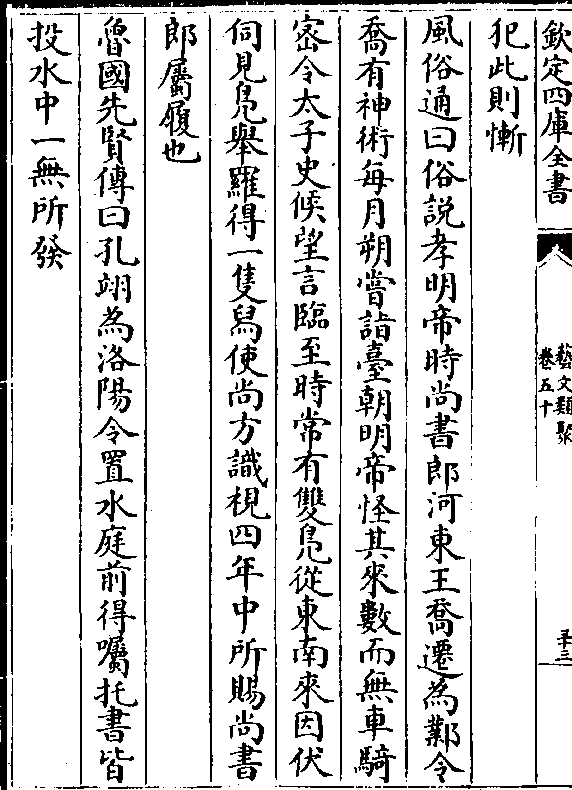 欽定四庫全書
藝文類聚
卷五十
三十三
犯此則慚
風俗通曰俗説孝明帝時尚書郎河東王喬遷為鄴令
喬有神術每月朔嘗詣臺朝明帝怪其來數而無車騎
密令太子史候望言臨至時常有雙鳧從東南來因伏
伺見鳧舉羅得一隻舄使尚方識視四年中所賜尚書
郎屬履也
魯國先賢傳曰孔翊為洛陽令置水庭前得囑托書皆
投水中一無所發